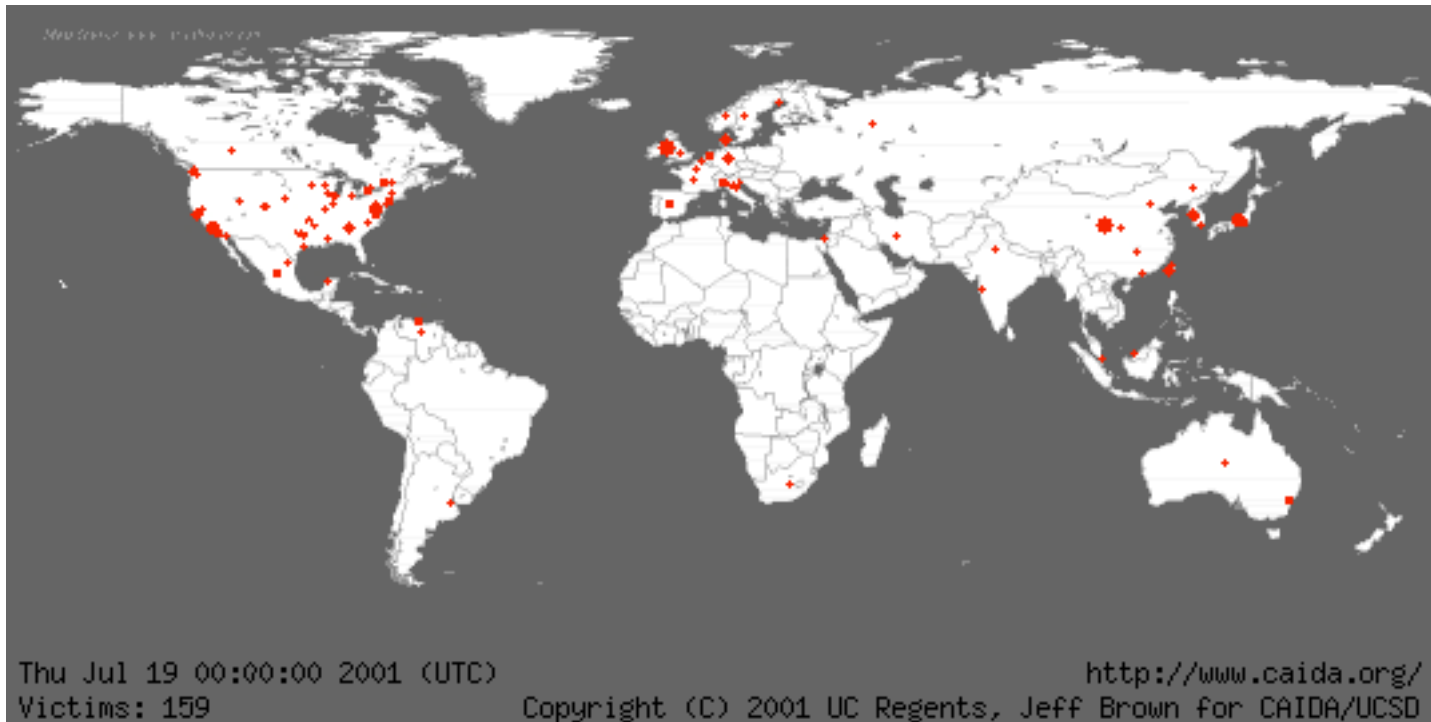 Thu Jul 19 00:00:00 2001 (UTC)
http://www.caida.org/
Victims: 159
Copyright (C) 2001 UC Regents, Jeff Brown for CAIDA/UCSD